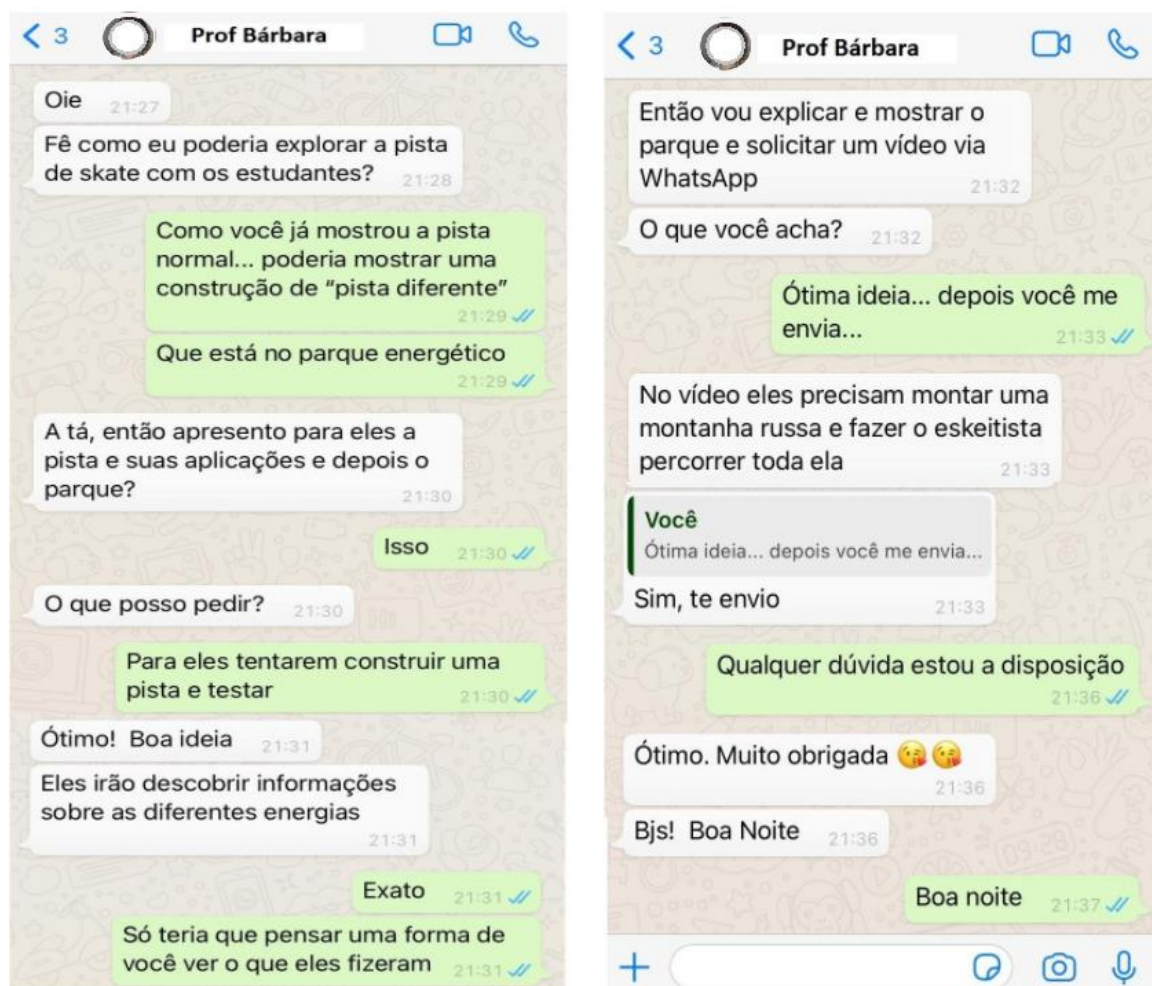 3
Prof Bárbara
Oie 21:27
Fê como eu poderia explorar a pista
de skate com os estudantes? 21:28
Como você já mostrou a pista
normal... poderia mostrar uma
construção de “pista diferente”
21:29
Que está no parque energético
21:29
A tá, então apresento para eles a
pista e suas aplicações e depois o
parque? 21:30
Isso 21:30
O que posso pedir? 21:30
Para eles tentarem construir uma
pista e testar 21:30
Ótimo! Boa ideia 21:31
Eles irão descobrir informações
sobre as diferentes energias
21:31
Exato 21:31
Só teria que pensar uma forma de
você ver o que eles fizeram 21:31
3
Prof Bárbara
Então vou explicar e mostrar o
parque e solicitar um vídeo via
WhatsApp 21:32
O que você acha? 21:32
Ótima ideia... depois você me
envia... 21:33
No vídeo eles precisam montar uma
montanha russa e fazer o eskeitista
percorrer toda ela 21:33
Você
Ótima ideia... depois você me envia...
Sim, te envio 21:33
Qualquer dúvida estou a disposição
21:36
Ótimo. Muito obrigada 😘😘
21:36
Bjs! Boa Noite 21:36
Boa noite 21:37